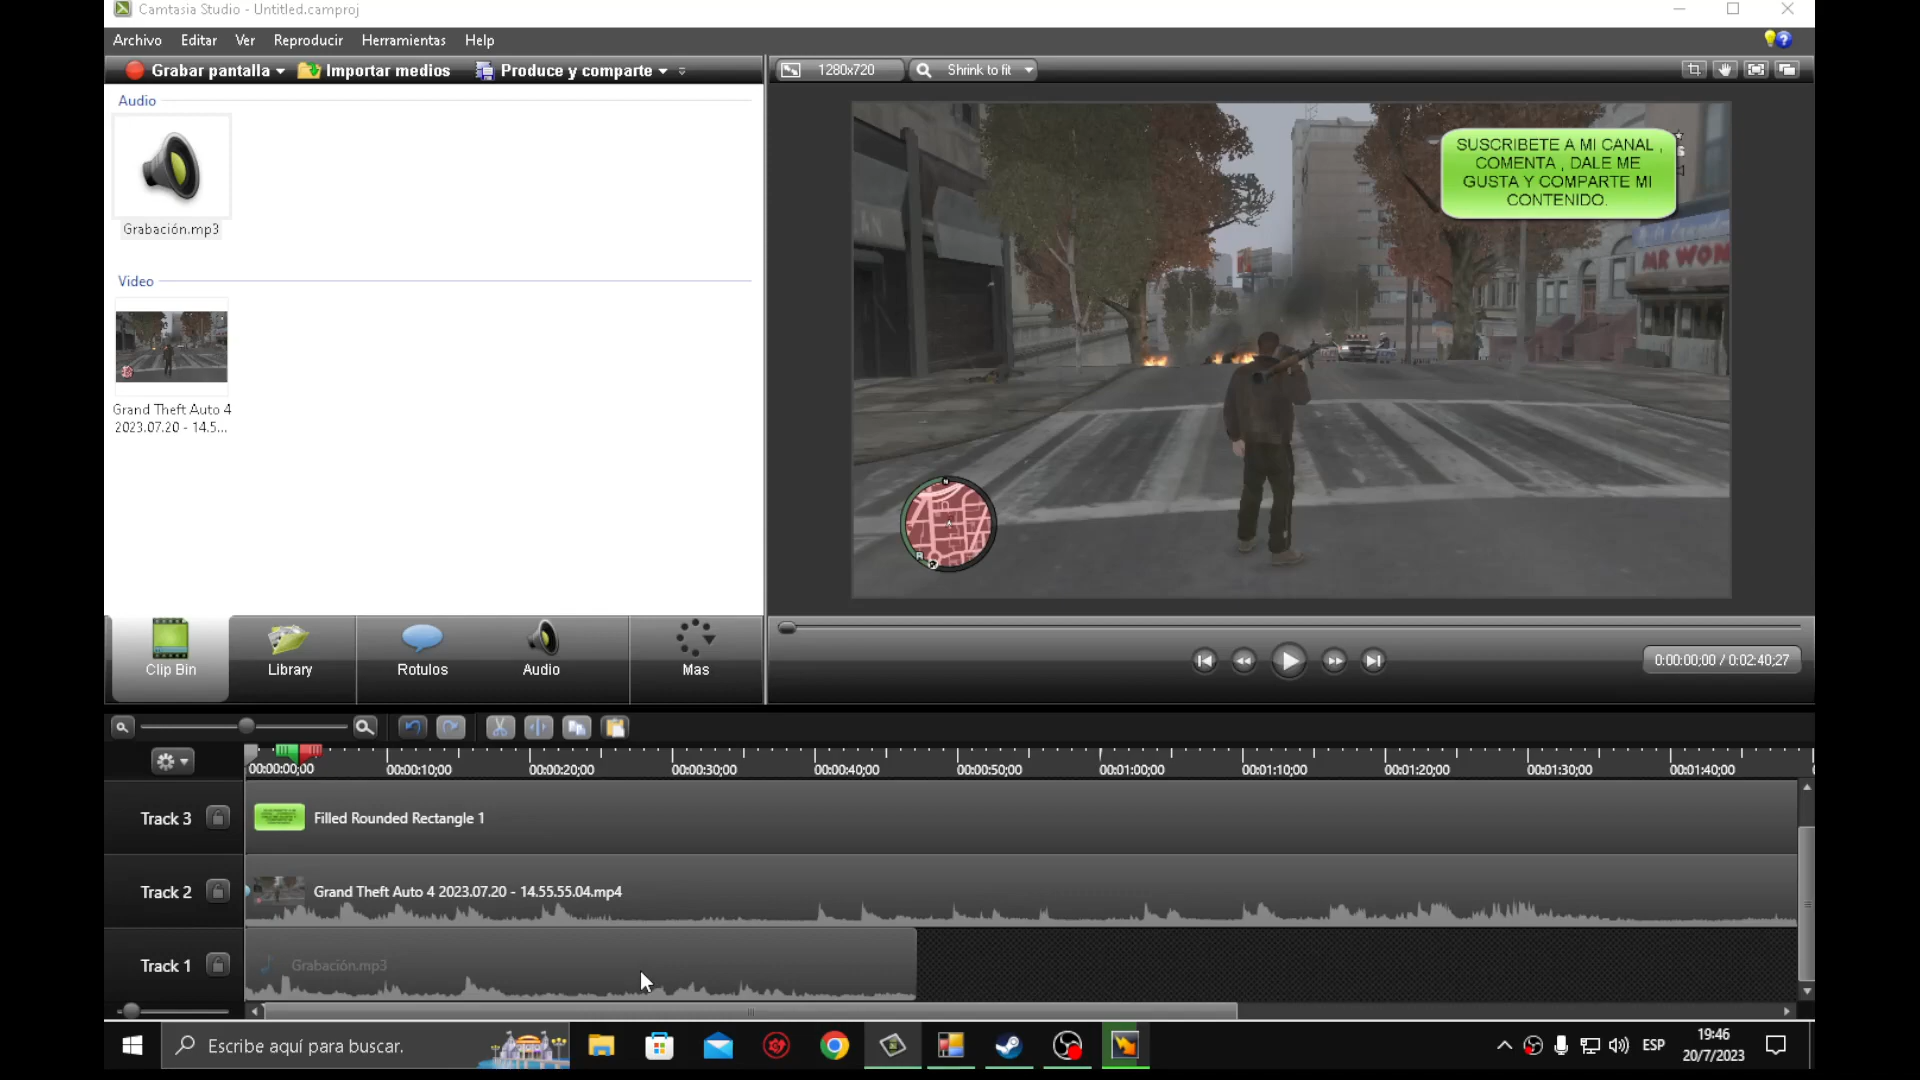 Camtasia Studio - Untitled.camproj
Archivo Editar Ver Reproducir Herramientas Help
Grabar pantalla Importar medios Produce y comparte
1280x720 Shrink to fit
Audio
Grabación.mp3
Video
Grand Theft Auto 4
2023.07.20 - 14.5...
SUSCRIBETE A MI CANAL ,
COMENTA , DALE ME
GUSTA Y COMPARTE MI
CONTENIDO.
MR WON
Clip Bin Library Rotulos Audio Mas
0:00:00;00 / 0:02:40;27
00:00:00;00 00:00:10;00 00:00:20;00 00:00:30;00 00:00:40;00 00:00:50;00 00:01:00;00 00:01:10;00 00:01:20;00 00:01:30;00 00:01:40;00
Track 3 Filled Rounded Rectangle 1
Track 2 Grand Theft Auto 4 2023.07.20 - 14.55.55.04.mp4
Track 1 Grabación.mp3
Escribe aquí para buscar.
ESP
19:46
20/7/2023